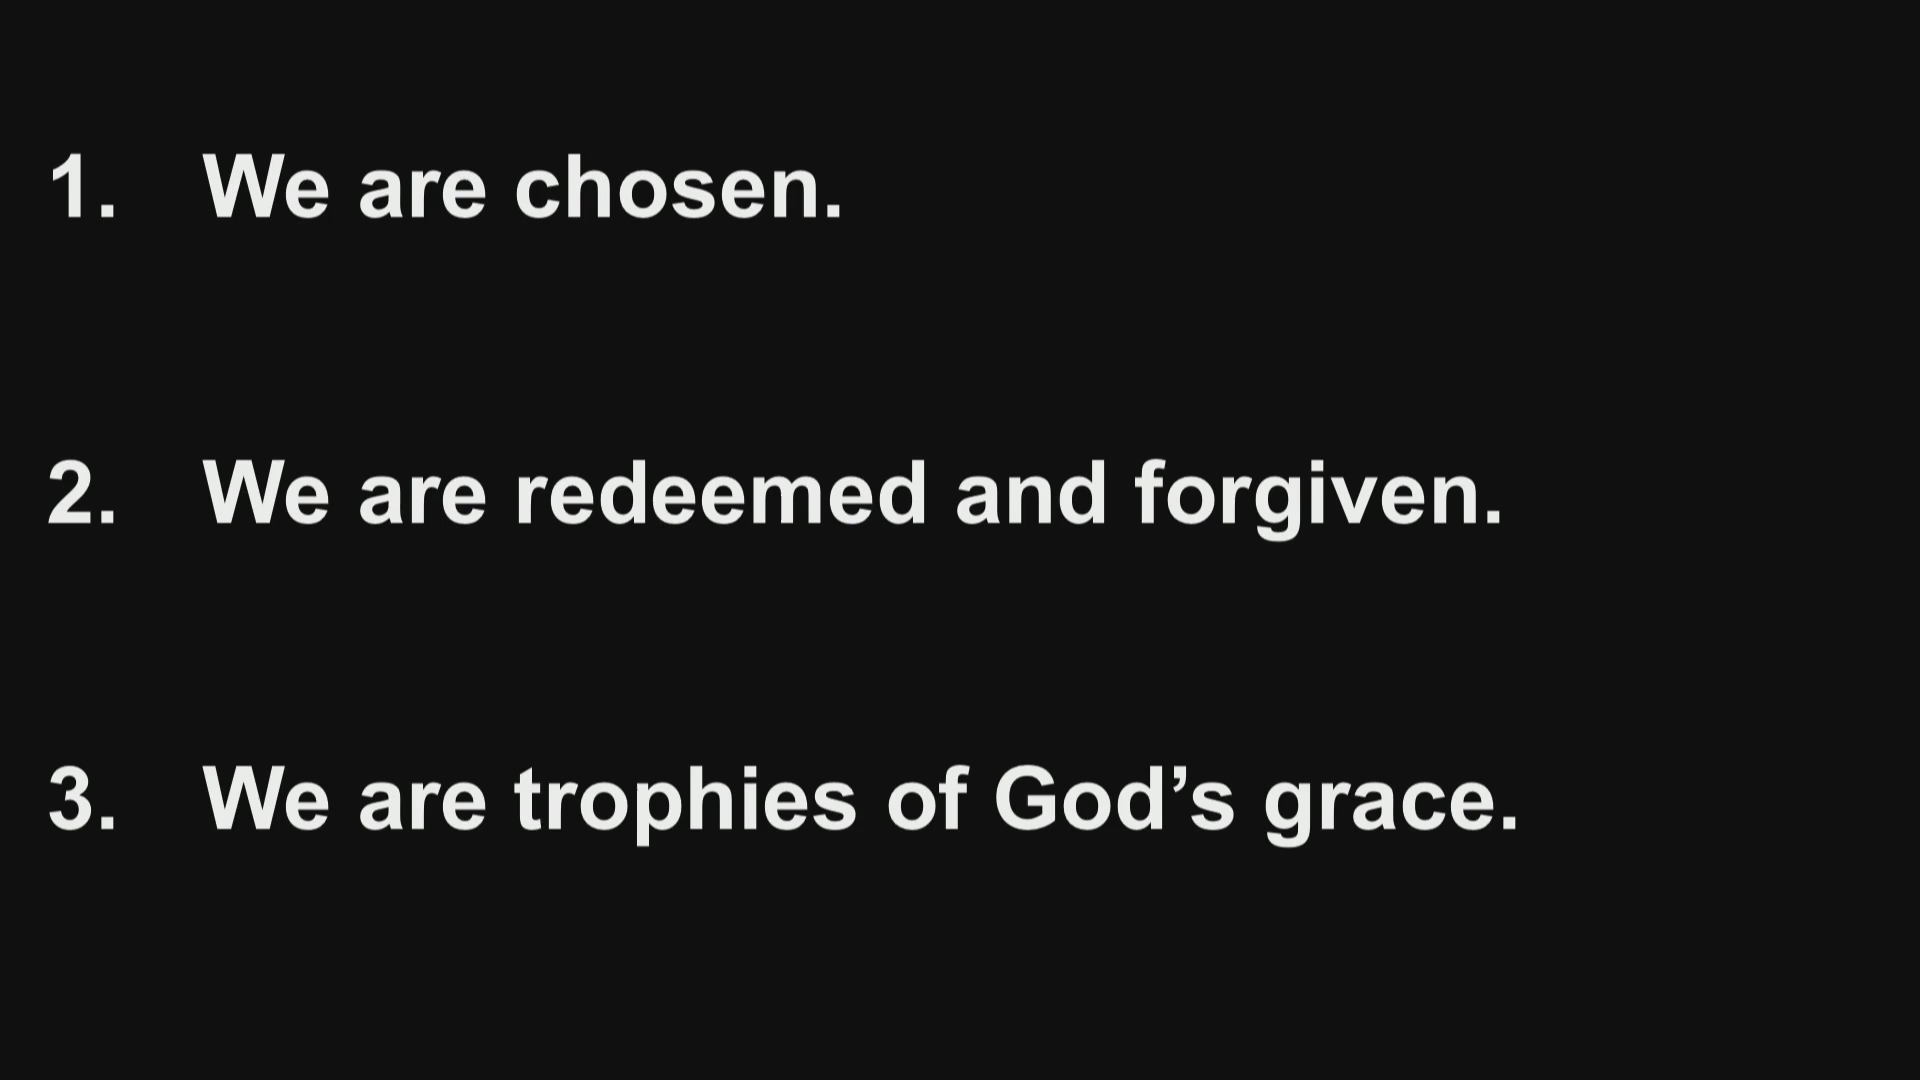 1. We are chosen.
2. We are redeemed and forgiven.
3. We are trophies of God’s grace.